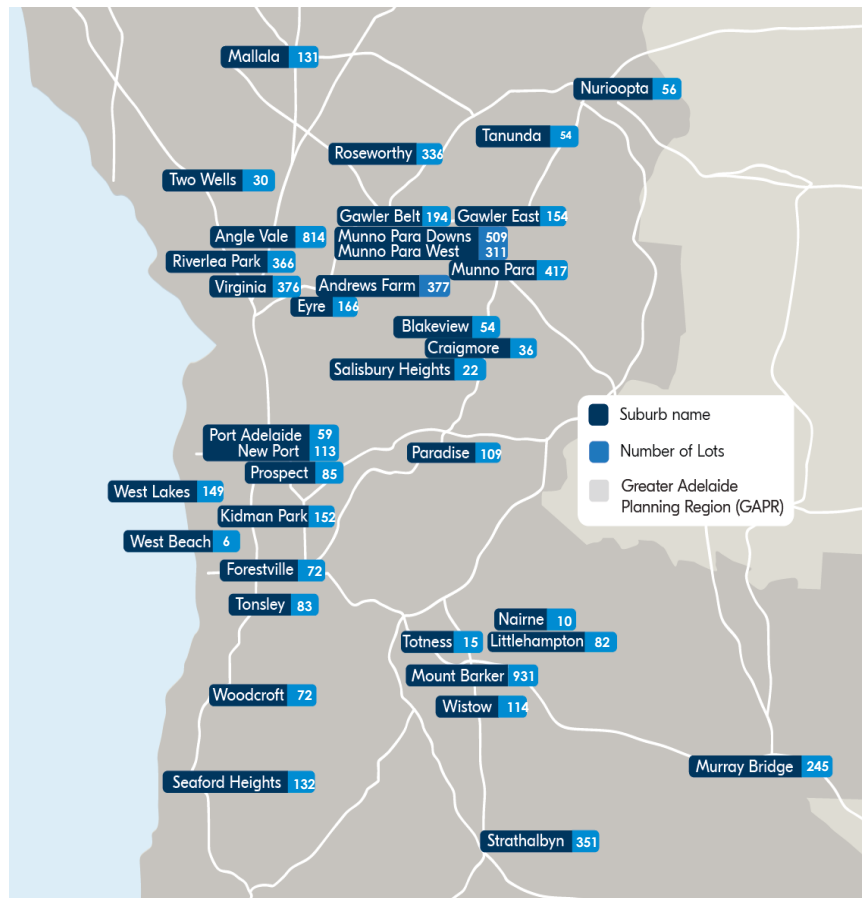 Mallala 131
Nurioopta 56
Tanunda 54
Roseworthy 336
Two Wells 30
Gawler Belt 194
Gawler East 154
Angle Vale 814
Munno Para Downs 509
Munno Para West 311
Riverlea Park 366
Munno Para 417
Virginia 376
Andrews Farm 377
Eyre 166
Blakeview 54
Craigmore 36
Salisbury Heights 22
Suburb name
Number of Lots
Greater Adelaide
Planning Region (GAPR)
Port Adelaide 59
New Port 113
Paradise 109
Prospect 85
West Lakes 149
Kidman Park 152
West Beach 6
Forestville 72
Tonsley 83
Nairne 10
Totness 15
Littlehampton 82
Mount Barker 931
Woodcroft 72
Wistow 114
Murray Bridge 245
Seaford Heights 132
Strathalbyn 351